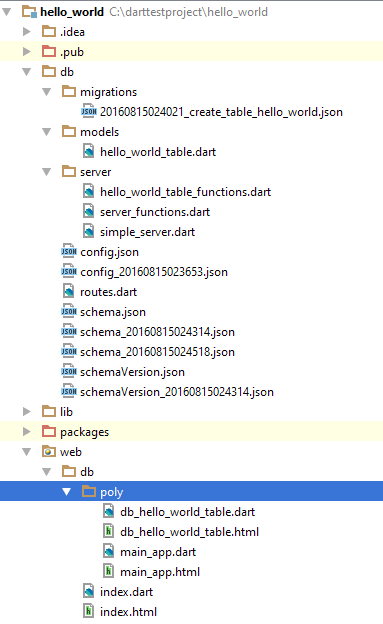 hello_world C:\darttestproject\hello_world
.idea
.pub
db
migrations
20160815024021_create_table_hello_world.json
models
hello_world_table.dart
server
hello_world_table_functions.dart
server_functions.dart
simple_server.dart
JSON config.json
JSON config_20160815023653.json
routes.dart
JSON schema.json
JSON schema_20160815024314.json
JSON schema_20160815024518.json
JSON schemaVersion.json
JSON schemaVersion_20160815024314.json
lib
packages
web
db
poly
db_hello_world_table.dart
h db_hello_world_table.html
main_app.dart
h main_app.html
index.dart
h index.html